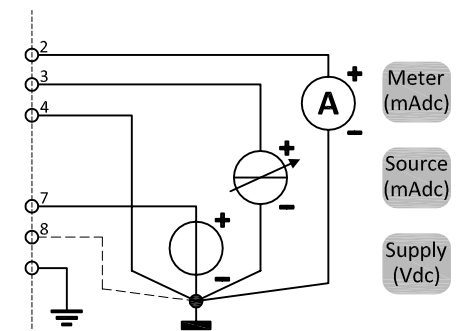 2
3
4
7
8
A
+
−
+
−
+
−
Meter
(mAdc)
Source
(mAdc)
Supply
(Vdc)